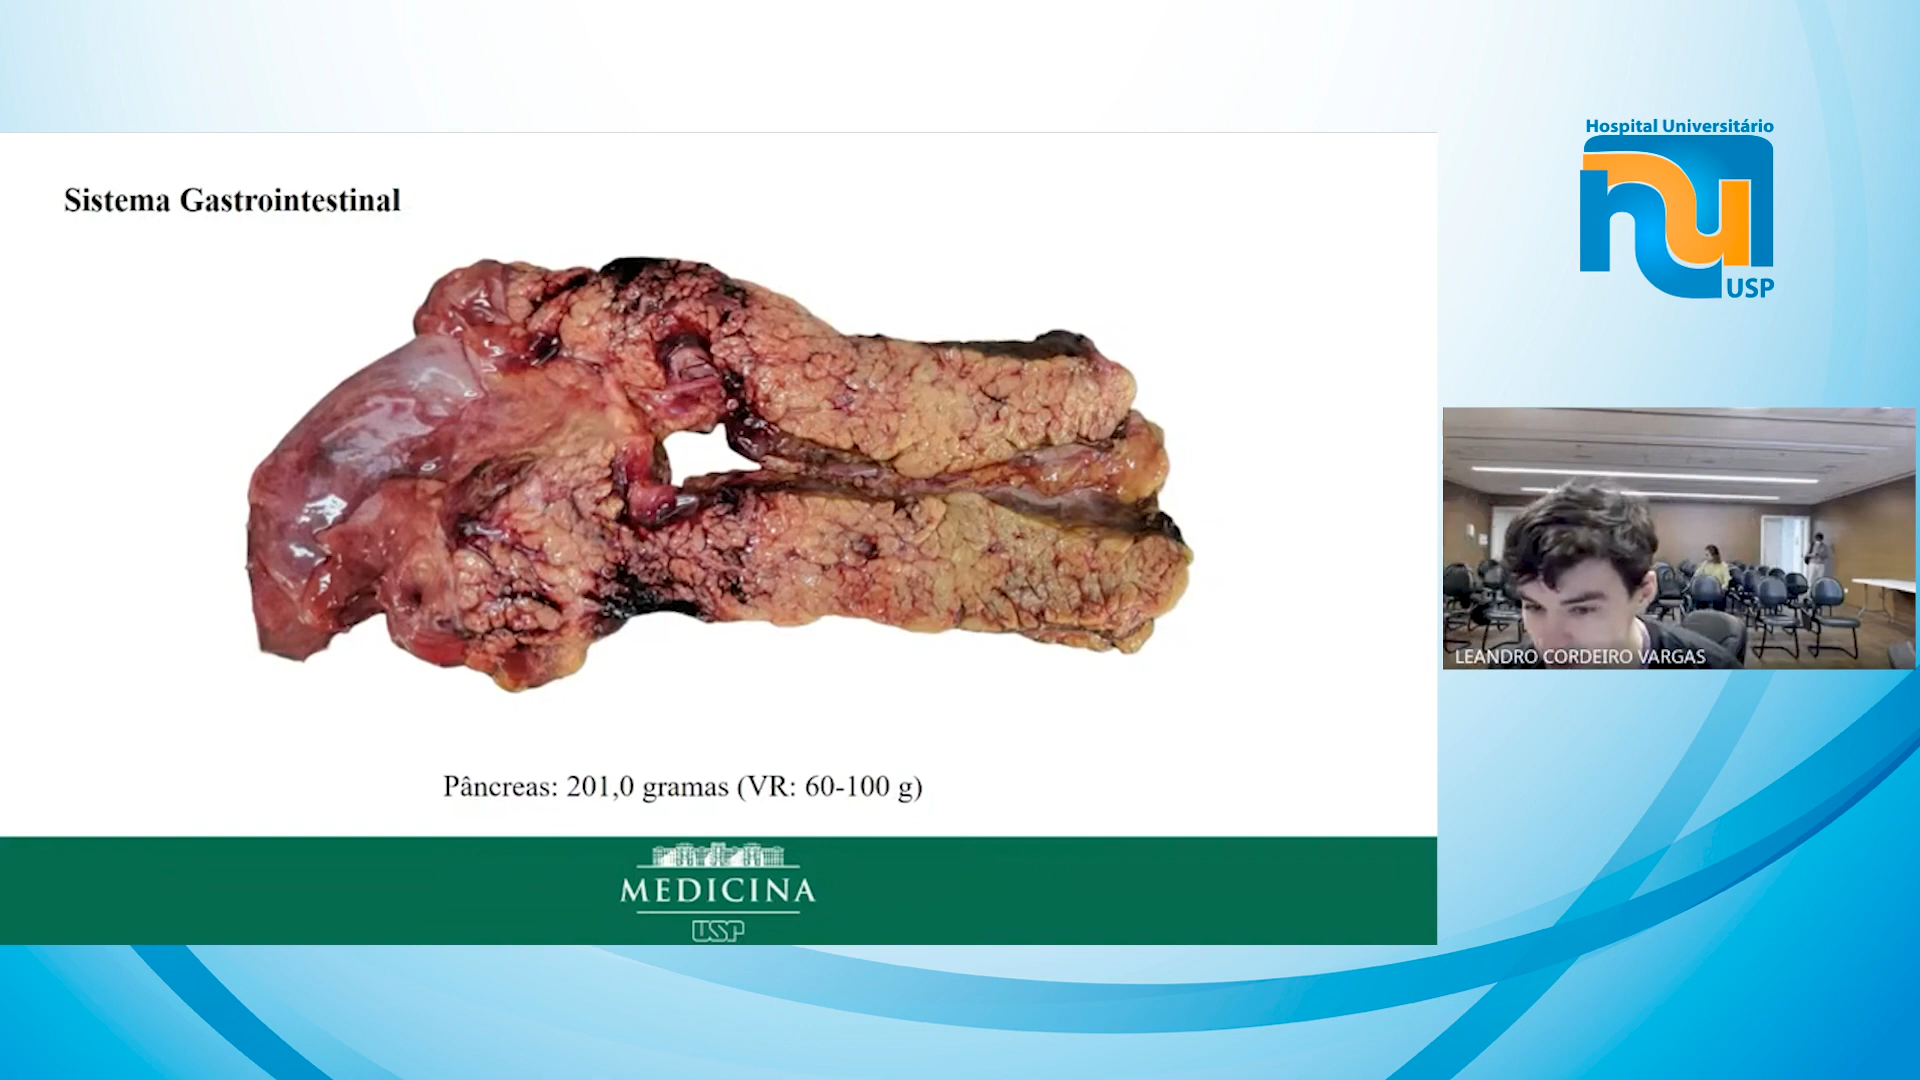 Hospital Universitário
USP
Sistema Gastrointestinal
LEANDRO CORDEIRO VARGAS
Pâncreas: 201,0 gramas (VR: 60-100 g)
MEDICINA
USP